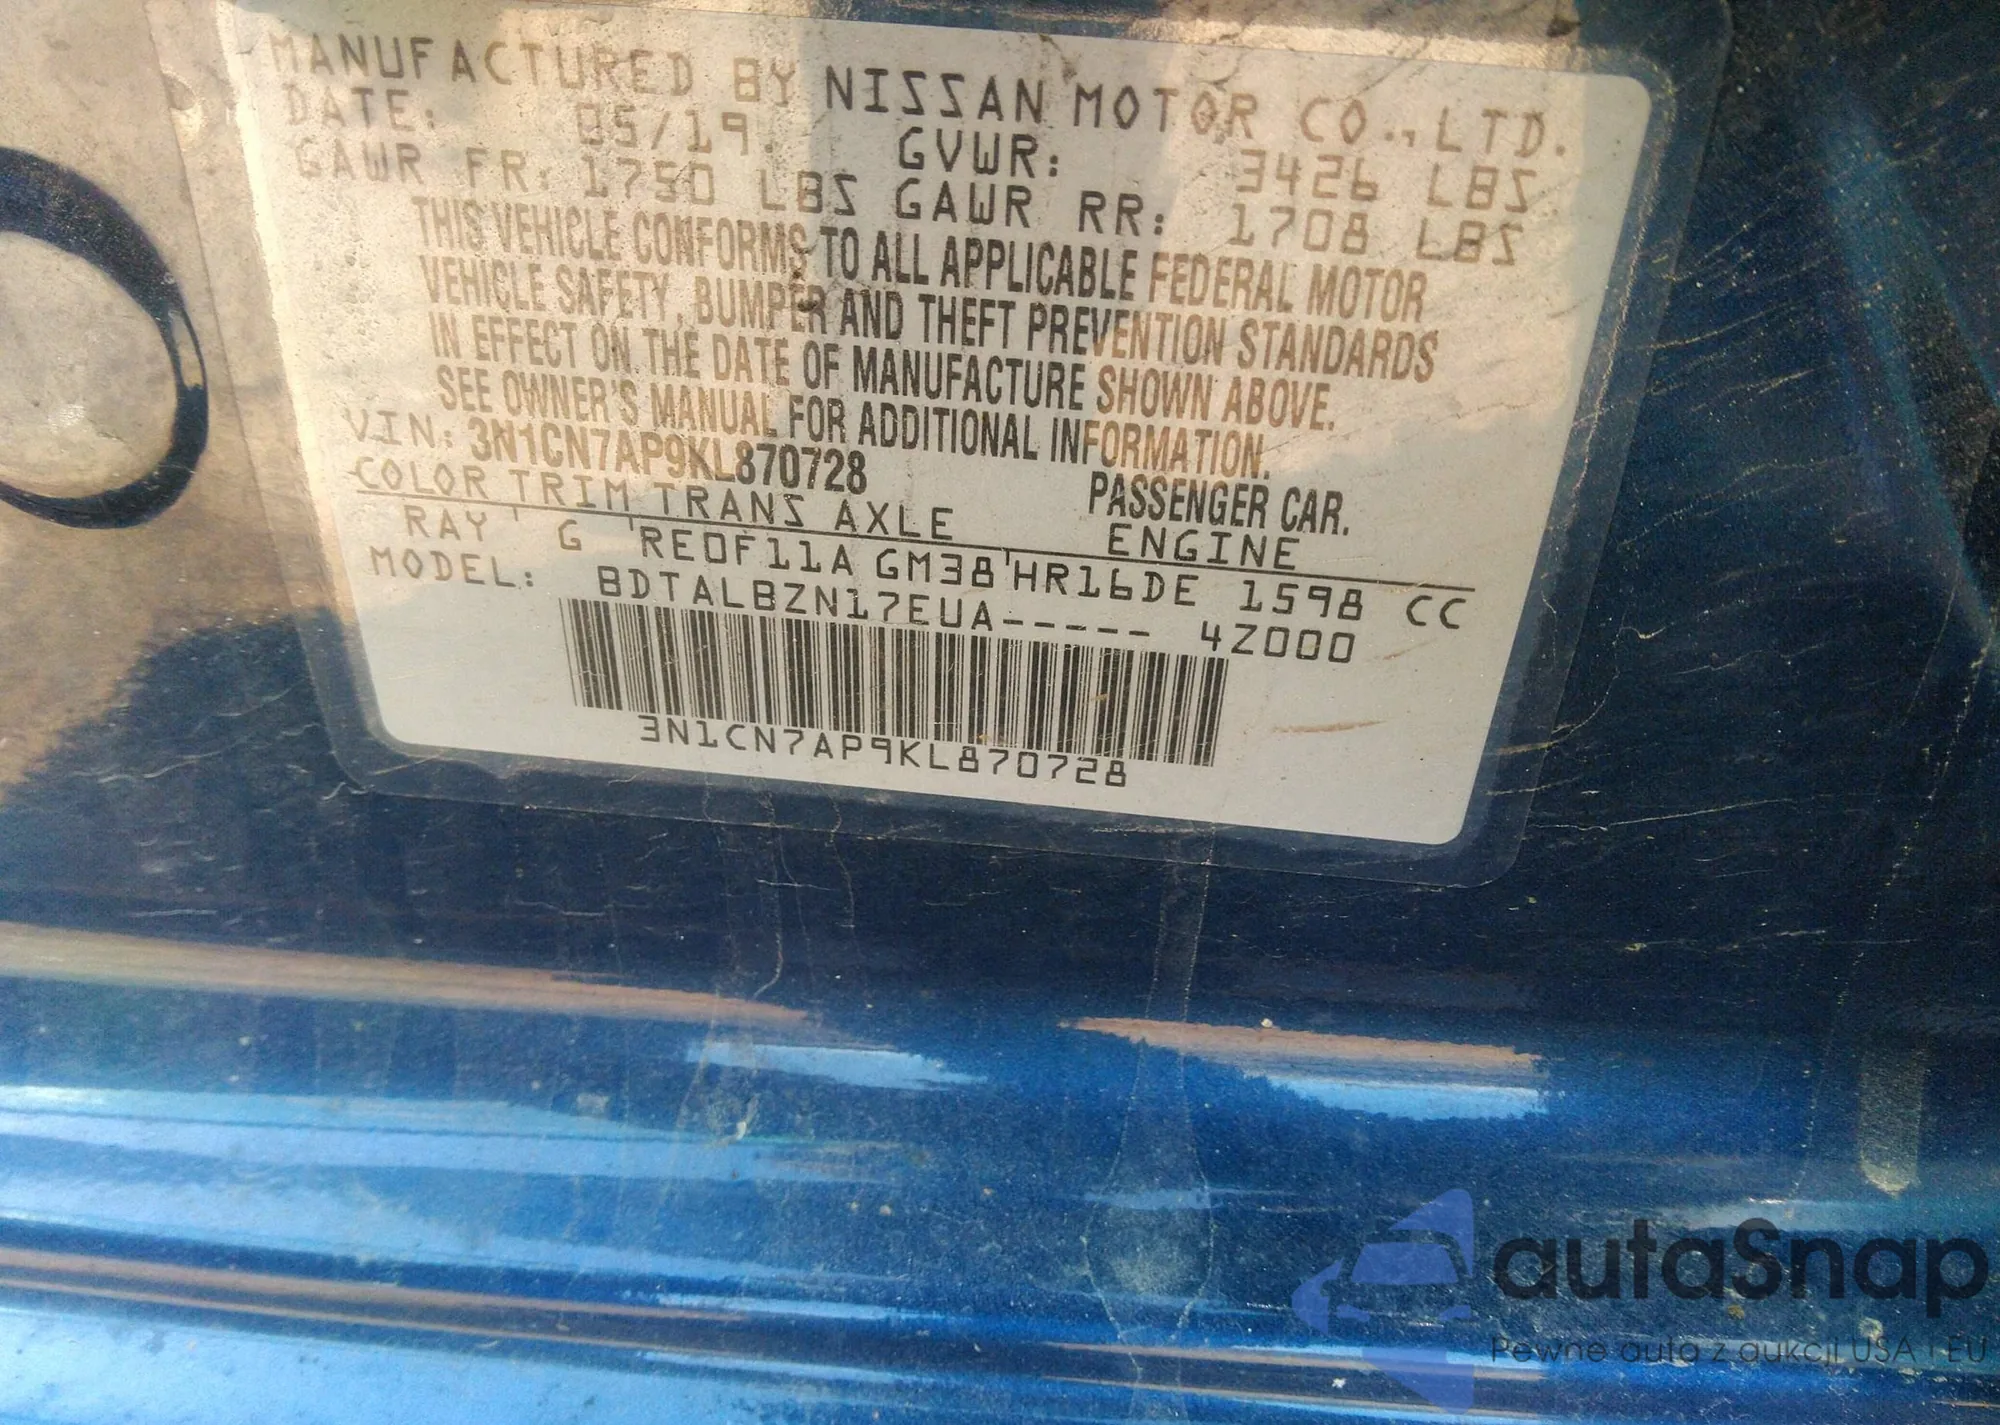 MANUFACTURED BY NISSAN MOTOR CO., LTD.
DATE: 05/19. GVWR: 3426 LBS
GAWR FR: 1750 LBS GAWR RR: 1708 LBS
THIS VEHICLE CONFORMS TO ALL APPLICABLE FEDERAL MOTOR
VEHICLE SAFETY, BUMPER AND THEFT PREVENTION STANDARDS
IN EFFECT ON THE DATE OF MANUFACTURE SHOWN ABOVE.
SEE OWNER'S MANUAL FOR ADDITIONAL INFORMATION.
VIN: 3N1CN7AP9KL870728 PASSENGER CAR.
COLOR TRIM TRANS AXLE ENGINE
RAY G RE0F11A GM38 HR16DE 1598 CC
MODEL: BDTALBZN17EUA----- 4Z000
3N1CN7AP9KL870728
autaSnap
Pewne auta z aukcji USA i EU